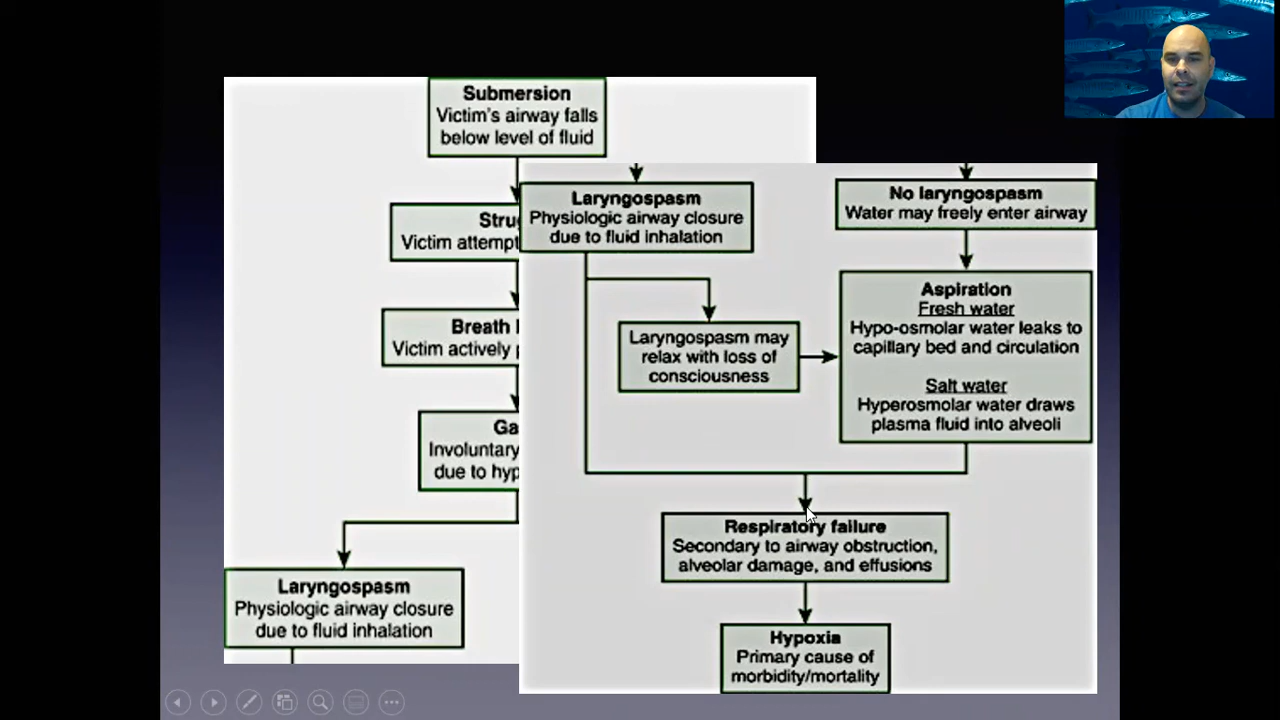 Submersion
Victim's airway falls
below level of fluid
Victim
Breath
Victim actively
Involuntary
due to
Laryngospasm
Physiologic airway closure
due to fluid inhalation
Laryngospasm
Physiologic airway closure
due to fluid inhalation
Laryngospasm may
relax with loss of
consciousness
No laryngospasm
Water may freely enter airway
Aspiration
Fresh water
Hypo-osmolar water leaks to
capillary bed and circulation
Salt water
Hyperosmolar water draws
plasma fluid into alveoli
Respiratory failure
Secondary to airway obstruction,
alveolar damage, and effusions
Hypoxia
Primary cause of
morbidity/mortality